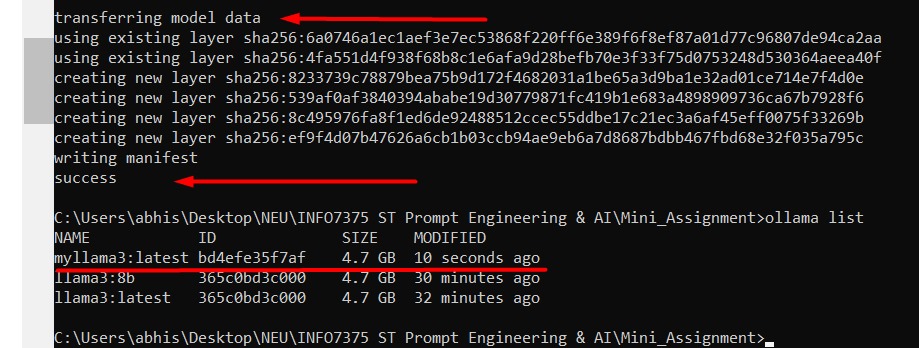 transferring model data
using existing layer sha256:6a0746a1ec1aef3e7ec53868f220ff6e389f6f8ef87a01d77c96807de94ca2aa
using existing layer sha256:4fa551d4f938f68b8c1e6afa9d28befb70e3f33f75d0753248d530364aeea40f
creating new layer sha256:8233739c78879bea75b9d172f4682031a1be65a3d9ba1e32ad01ce714e7f4d0e
creating new layer sha256:539af0af3840394ababe19d30779871fc419b1e683a4898909736ca67b7928f6
creating new layer sha256:8c495976fa8f1ed6de92488512ccec55ddbe17c21ec3a6af45eff0075f33269b
creating new layer sha256:ef9f4d07b47626a6cb1b03ccb94ae9eb6a7d8687bdbb467fbd68e32f035a795c
writing manifest
success
C:\Users\abhis\Desktop\NEU\INFO7375 ST Prompt Engineering & AI\Mini_Assignment>ollama list
NAME ID SIZE MODIFIED
myllama3:latest bd4efe35f7af 4.7 GB 10 seconds ago
llama3:8b 365c0bd3c000 4.7 GB 30 minutes ago
llama3:latest 365c0bd3c000 4.7 GB 32 minutes ago
C:\Users\abhis\Desktop\NEU\INFO7375 ST Prompt Engineering & AI\Mini_Assignment>